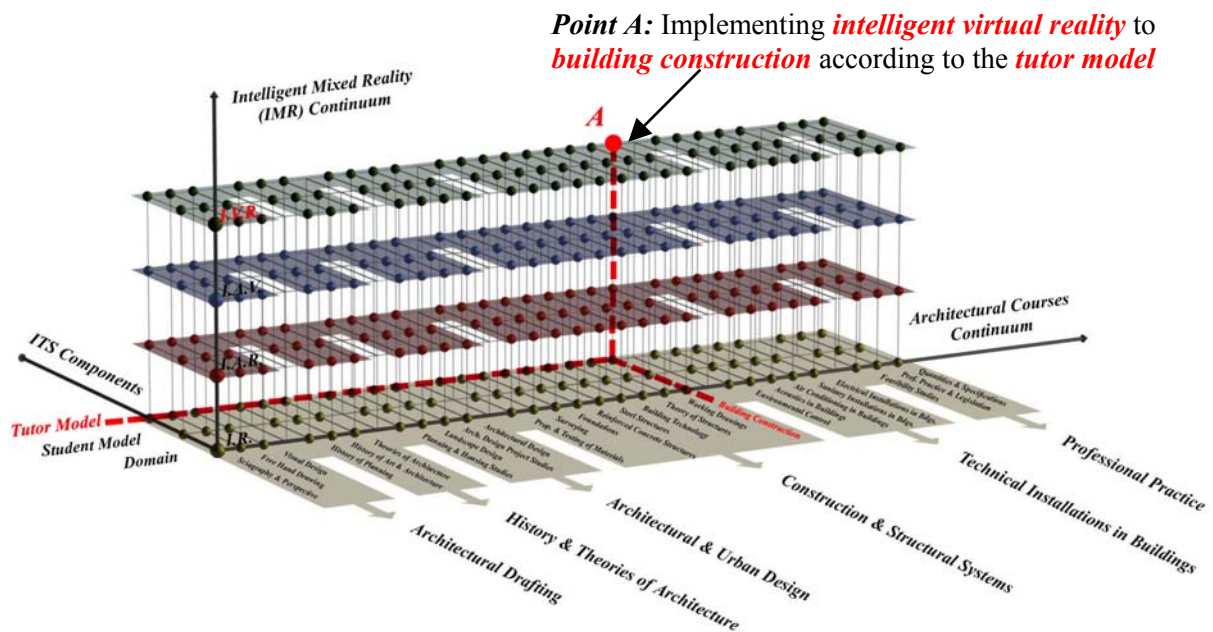 Point A: Implementing intelligent virtual reality to
building construction according to the tutor model
Intelligent Mixed Reality
(IMR) Continuum
A
I.V.R.
I.A.V.
I.A.R.
I.R.
ITS Components
Tutor Model
Student Model
Domain
Architectural Courses
Continuum
Visual Design
Free Hand Drawing
Sciagraphy & Perspective
Architectural Drafting
Theories of Architecture
History of Art & Architecture
History of Planning
History & Theories of Architecture
Architectural Design
Arch. Design Project Studies
Landscape Design
Planning & Housing Studies
Architectural & Urban Design
Building Construction
Working Drawings
Theory of Structures
Building Technology
Steel Structures
Reinforced Concrete Structures
Foundations
Surveying
Prop. & Testing of Materials
Construction & Structural Systems
Electrical Installations in Bldgs.
Sanitary Installations in Bldgs.
Air Conditioning in Buildings
Acoustics in Buildings
Environmental Control
Technical Installations in Buildings
Quantities & Specifications
Prof. Practice & Legislation
Feasibility Studies
Professional Practice